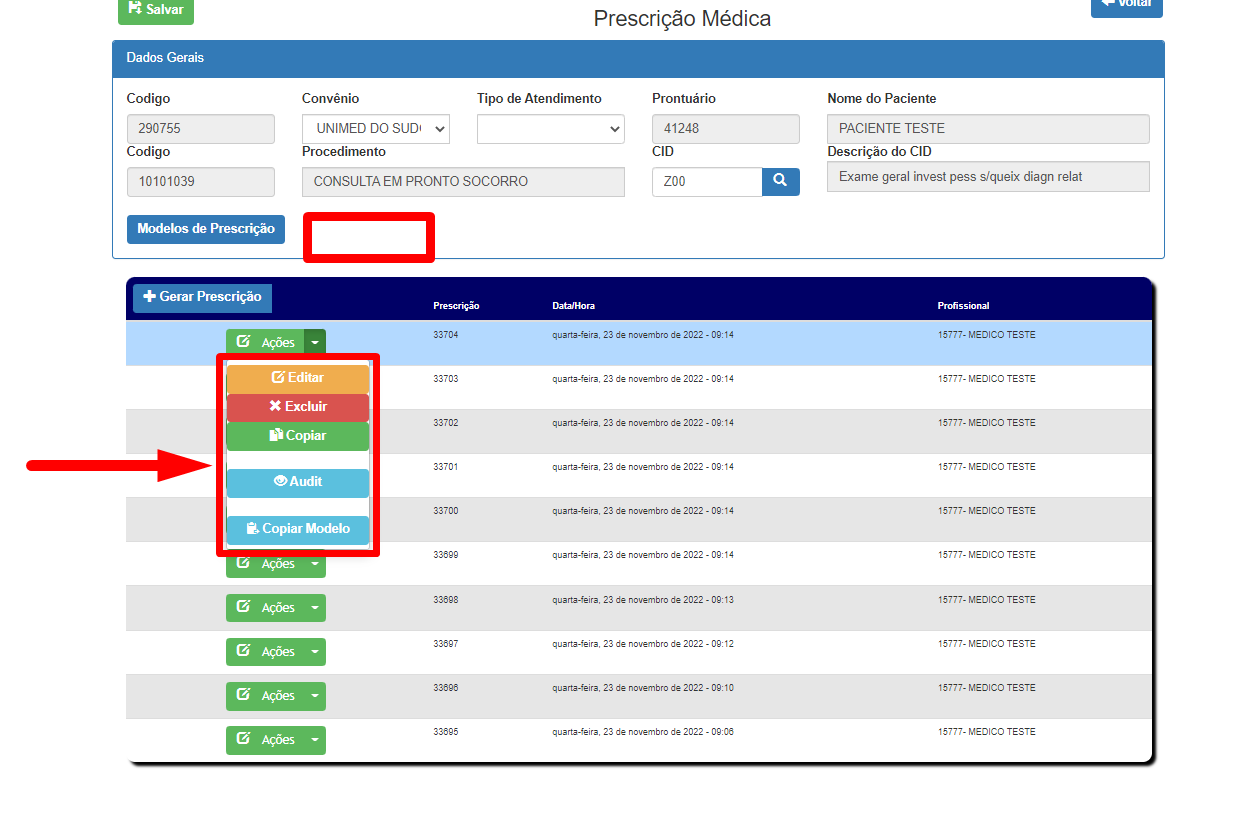 Salvar
Voltar
Prescrição Médica
Dados Gerais
Codigo Convênio Tipo de Atendimento Prontuário Nome do Paciente
290755 UNIMED DO SUD 41248 PACIENTE TESTE
Codigo Procedimento CID Descrição do CID
10101039 CONSULTA EM PRONTO SOCORRO Z00 Exame geral invest pess s/queix diagn relat
Modelos de Prescrição
Gerar Prescrição Prescrição Data/Hora Profissional
Ações 33704 quarta-feira, 23 de novembro de 2022 - 09:14 15777- MEDICO TESTE
Editar 33703 quarta-feira, 23 de novembro de 2022 - 09:14 15777- MEDICO TESTE
Excluir
Copiar 33702 quarta-feira, 23 de novembro de 2022 - 09:14 15777- MEDICO TESTE
33701 quarta-feira, 23 de novembro de 2022 - 09:14 15777- MEDICO TESTE
Audit
33700 quarta-feira, 23 de novembro de 2022 - 09:14 15777- MEDICO TESTE
Copiar Modelo
Ações 33699 quarta-feira, 23 de novembro de 2022 - 09:14 15777- MEDICO TESTE
Ações 33698 quarta-feira, 23 de novembro de 2022 - 09:13 15777- MEDICO TESTE
Ações 33697 quarta-feira, 23 de novembro de 2022 - 09:12 15777- MEDICO TESTE
Ações 33696 quarta-feira, 23 de novembro de 2022 - 09:10 15777- MEDICO TESTE
Ações 33695 quarta-feira, 23 de novembro de 2022 - 09:06 15777- MEDICO TESTE